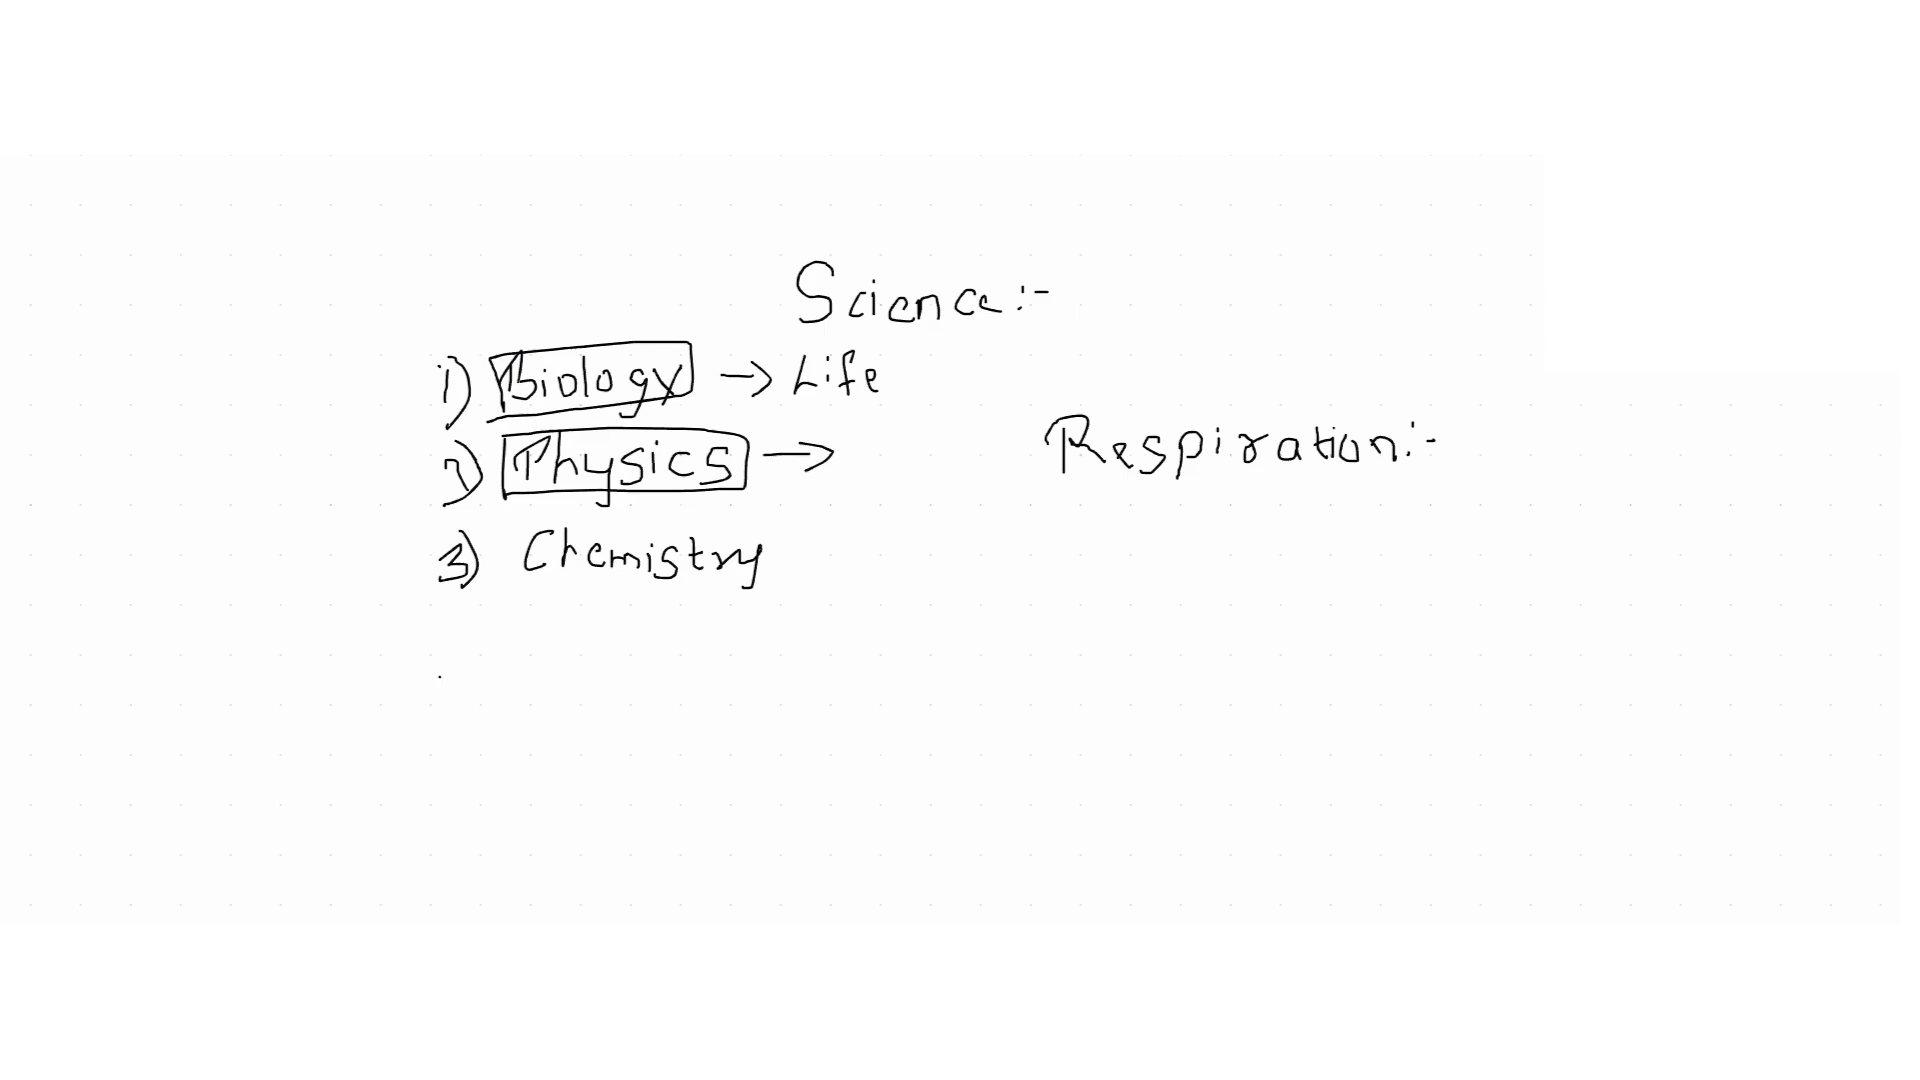 Science:-
1) Biology → Life
2) Physics →
Respiration:-
3) Chemistry